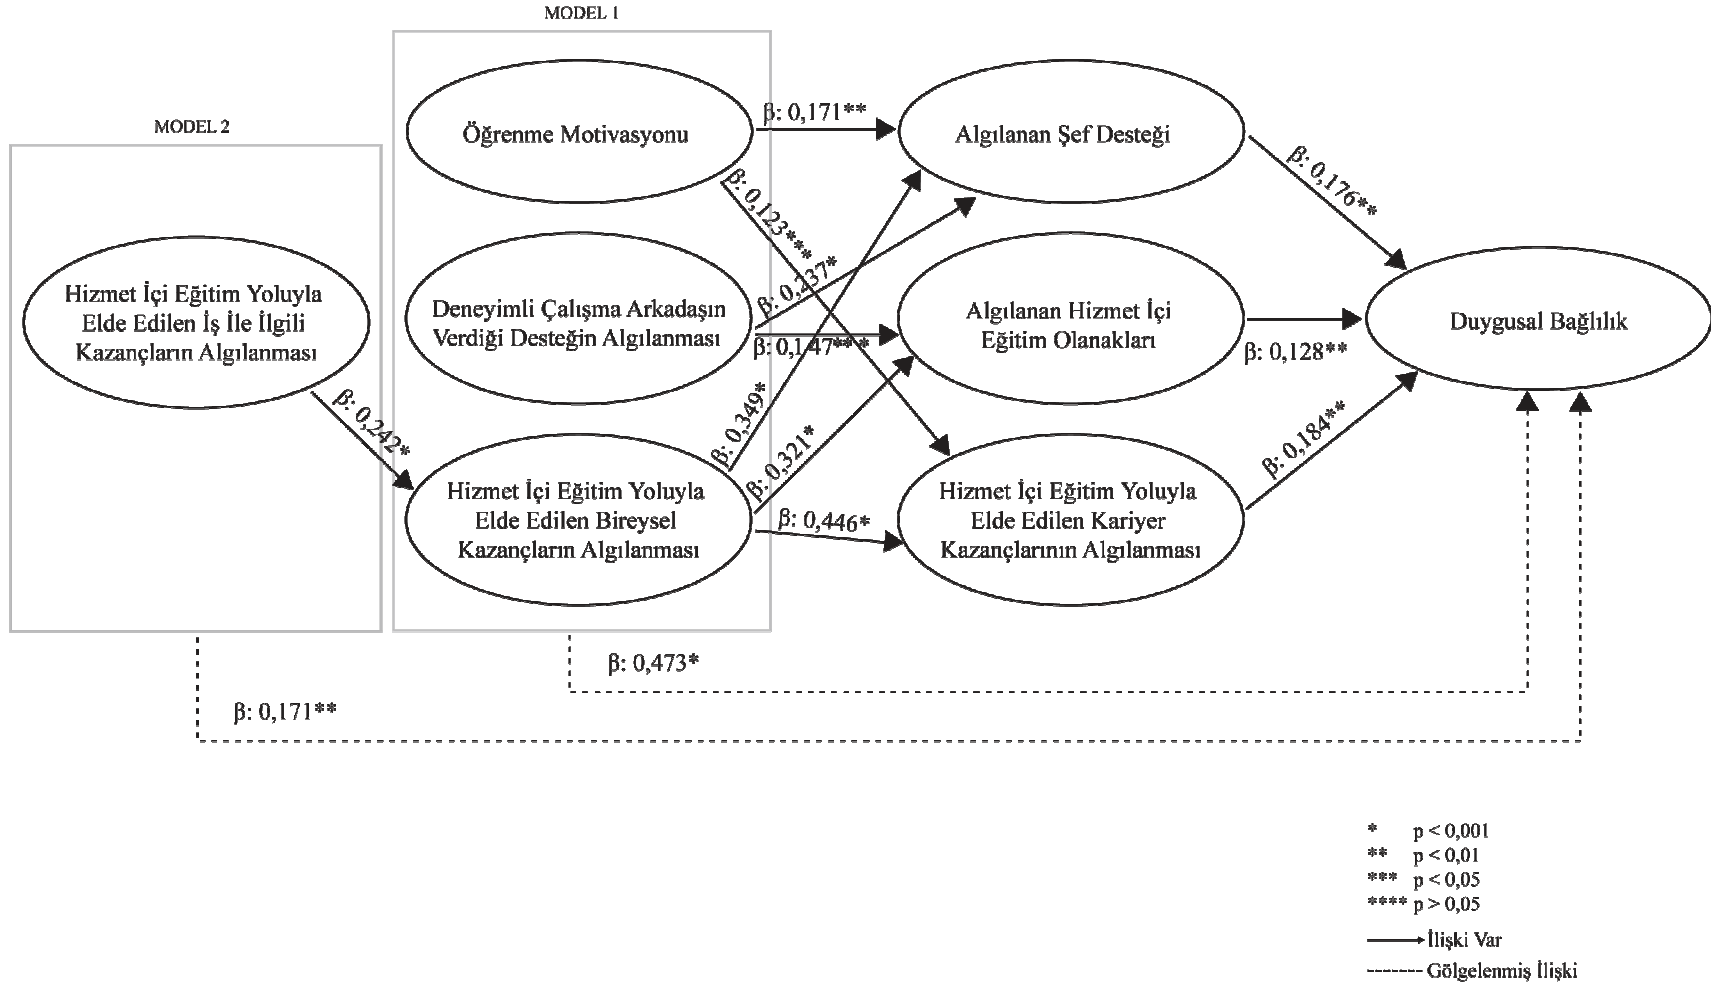 MODEL 1
MODEL 2
Öğrenme Motivasyonu
β: 0,171**
Algılanan Şef Desteği
β: 0,123***
β: 0,176**
Hizmet İçi Eğitim Yoluyla
Elde Edilen İş İle İlgili
Kazançların Algılanması
Deneyimli Çalışma Arkadaşın
Verdiği Desteğin Algılanması
β: 0,237*
β: 0,147***
Algılanan Hizmet İçi
Eğitim Olanakları
β: 0,128**
Duygusal Bağlılık
β: 0,242*
β: 0,349*
β: 0,321*
β: 0,184**
Hizmet İçi Eğitim Yoluyla
Elde Edilen Bireysel
Kazançların Algılanması
β: 0,446*
Hizmet İçi Eğitim Yoluyla
Elde Edilen Kariyer
Kazançlarının Algılanması
β: 0,473*
β: 0,171**
* p < 0,001
** p < 0,01
*** p < 0,05
**** p > 0,05
İlişki Var
Gölgelenmiş İlişki